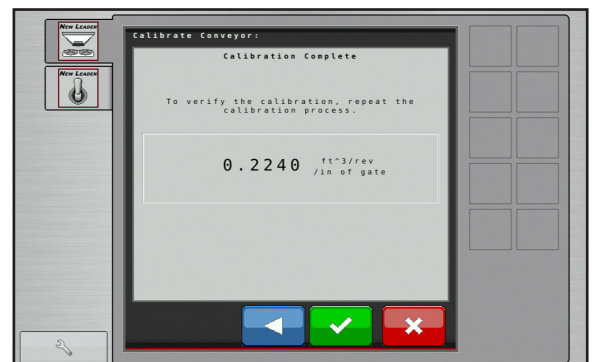 NEW LEADER
NEW LEADER
Calibrate Conveyor:
Calibration Complete
To verify the calibration, repeat the
calibration process.
0.2240 ft^3/rev
/in of gate